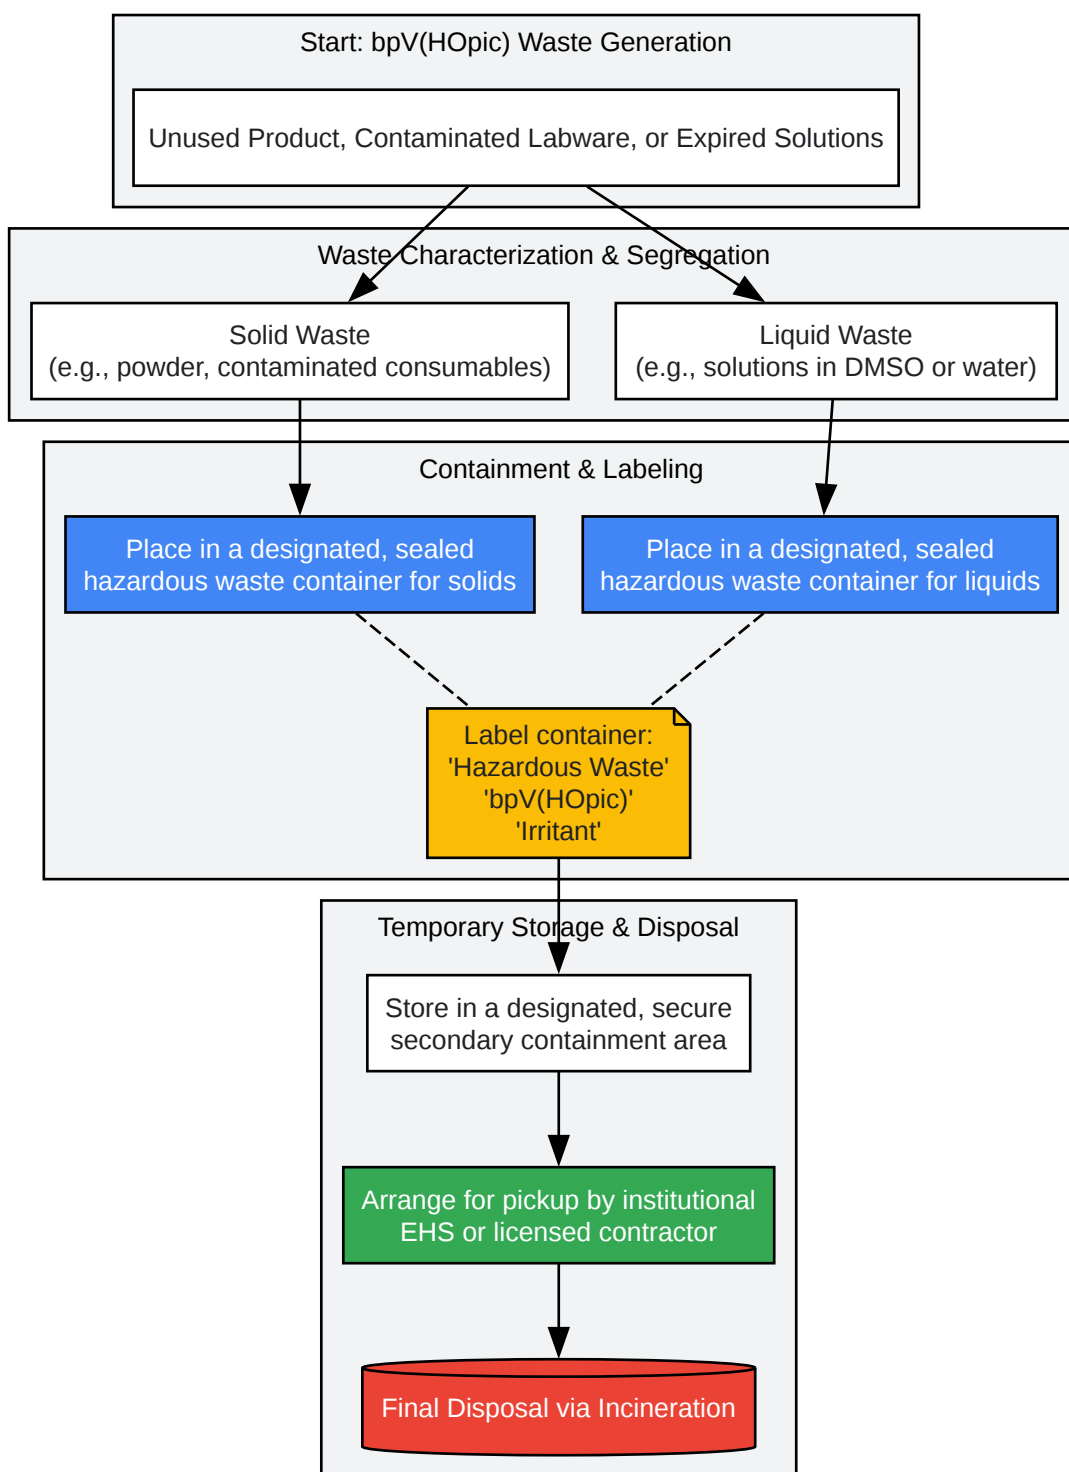 Start: bpV(HOpic) Waste Generation
Unused Product, Contaminated Labware, or Expired Solutions
Waste Characterization & Segregation
Solid Waste
(e.g., powder, contaminated consumables)
Liquid Waste
(e.g., solutions in DMSO or water)
Containment & Labeling
Place in a designated, sealed
hazardous waste container for solids
Place in a designated, sealed
hazardous waste container for liquids
Label container:
'Hazardous Waste'
'bpV(HOpic)'
'Irritant'
Temporary Storage & Disposal
Store in a designated, secure
secondary containment area
Arrange for pickup by institutional
EHS or licensed contractor
Final Disposal via Incineration